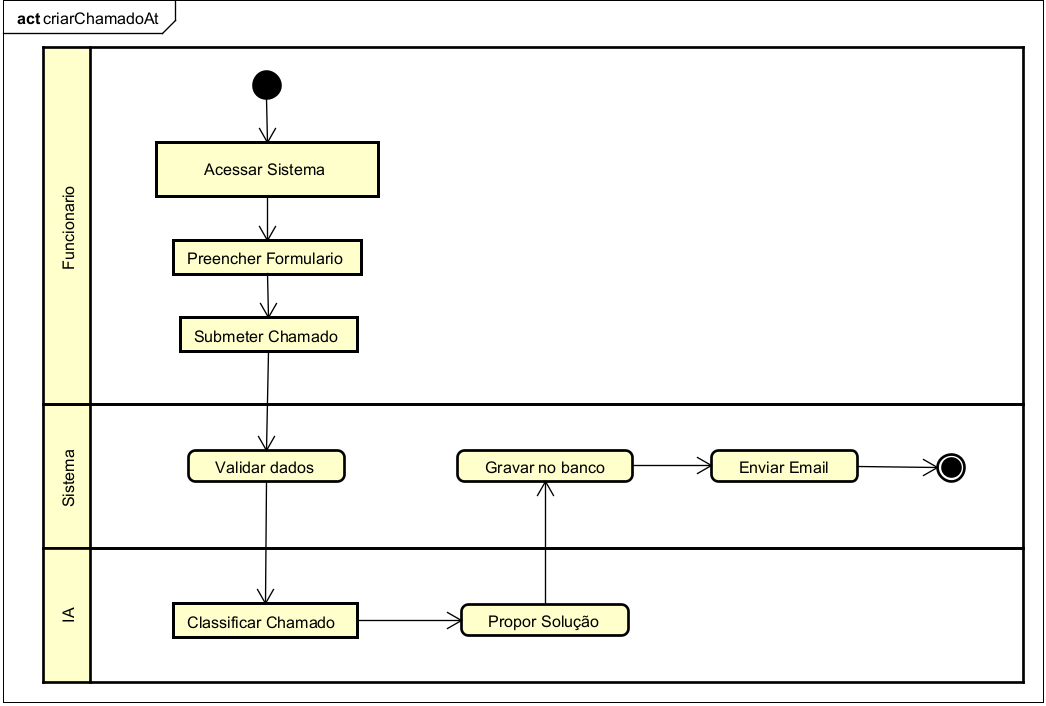 act criarChamadoAt
Funcionario
Acessar Sistema
Preencher Formulario
Submeter Chamado
Sistema
Validar dados
Gravar no banco
Enviar Email
IA
Classificar Chamado
Propor Solução